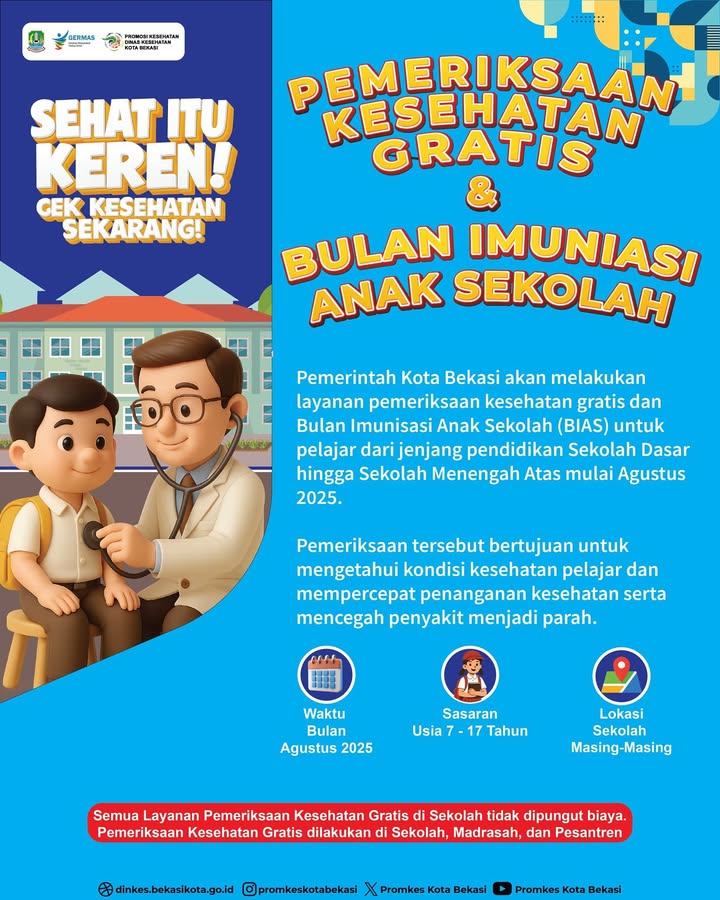 GERMAS
PROMOSI KESEHATAN
DINAS KESEHATAN
KOTA BEKASI
SEHAT ITU
KEREN!
CEK KESEHATAN
SEKARANG!
PEMERIKSAAN
KESEHATAN
GRATIS
&
BULAN IMUNIASI
ANAK SEKOLAH
Pemerintah Kota Bekasi akan melakukan
layanan pemeriksaan kesehatan gratis dan
Bulan Imunisasi Anak Sekolah (BIAS) untuk
pelajar dari jenjang pendidikan Sekolah Dasar
hingga Sekolah Menengah Atas mulai Agustus
2025.
Pemeriksaan tersebut bertujuan untuk
mengetahui kondisi kesehatan pelajar dan
mempercepat penanganan kesehatan serta
mencegah penyakit menjadi parah.
Waktu
Bulan
Agustus 2025
Sasaran
Usia 7 - 17 Tahun
Lokasi
Sekolah
Masing-Masing
Semua Layanan Pemeriksaan Kesehatan Gratis di Sekolah tidak dipungut biaya.
Pemeriksaan Kesehatan Gratis dilakukan di Sekolah, Madrasah, dan Pesantren
dinkes.bekasikota.go.id promkeskotabekasi Promkes Kota Bekasi Promkes Kota Bekasi